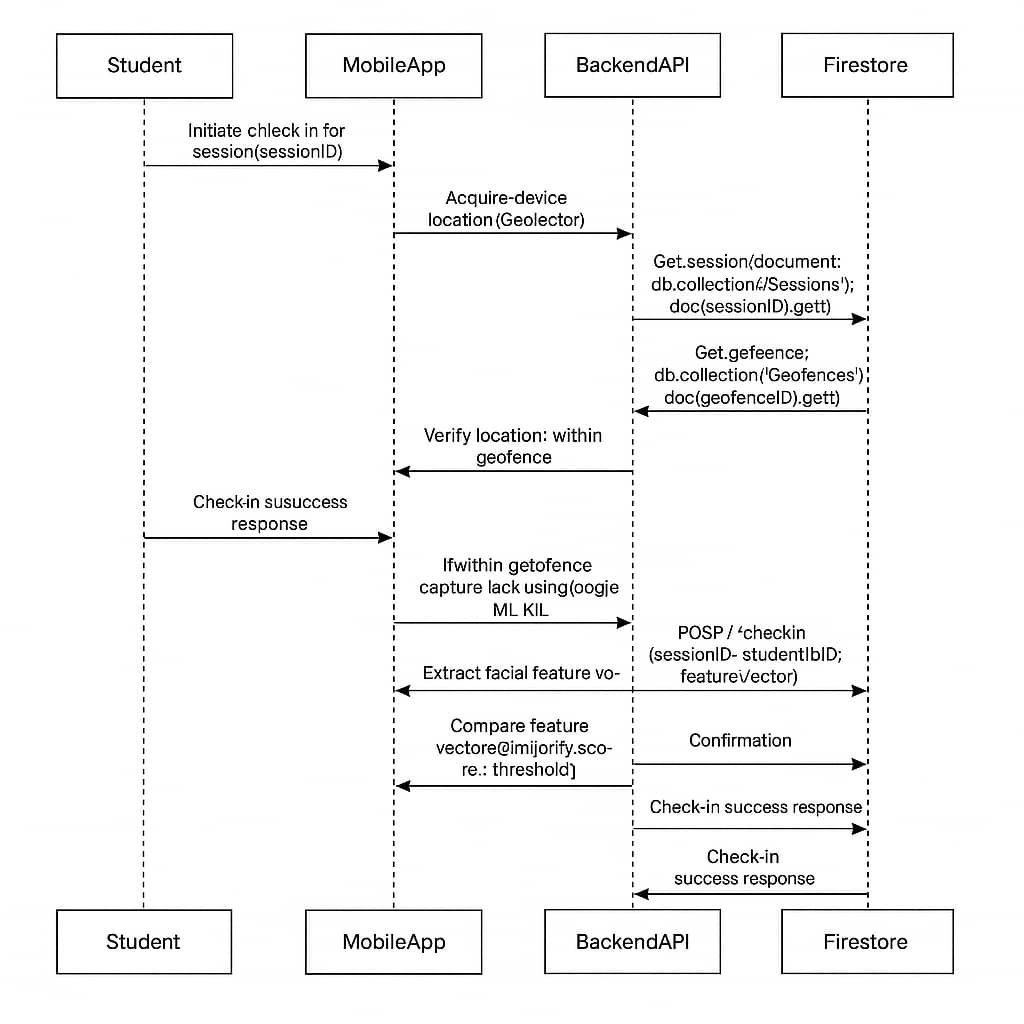 Student
MobileApp
BackendAPI
Firestore
Initiate chleck in for
session(sessionID)
Acquire-device
location(Geolector)
Get.session(document:
db.collection(/Sessions');
doc(sessionID).gett)
Get.gefeence;
db.collection('Geofences')
doc(geofenceID).gett)
Verify location: within
geofence
Check-in susuccess
response
Ifwithin getofence
capture lack using(oogje
ML KIL
POSP / 'checkin
(sessionID- studentIbID;
featureVector)
Extract facial feature vo-
Compare feature
vectore@imijorify.sco-
re.: threshold)
Confirmation
Check-in success response
Check-in
success response
Student
MobileApp
BackendAPI
Firestore